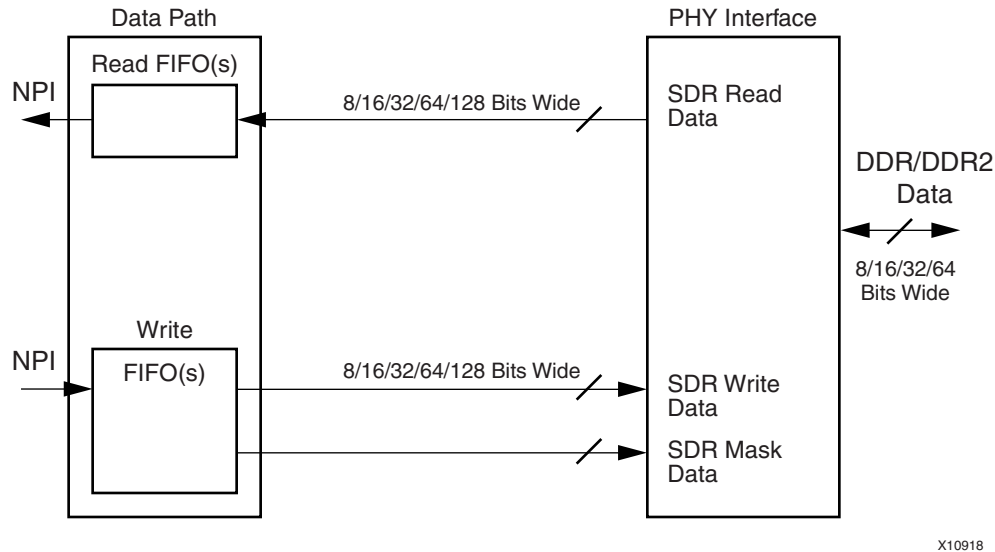 Data Path
PHY Interface
Read FIFO(s)
NPI
8/16/32/64/128 Bits Wide
SDR Read
Data
DDR/DDR2
Data
8/16/32/64
Bits Wide
Write
NPI
FIFO(s)
8/16/32/64/128 Bits Wide
SDR Write
Data
SDR Mask
Data
X10918